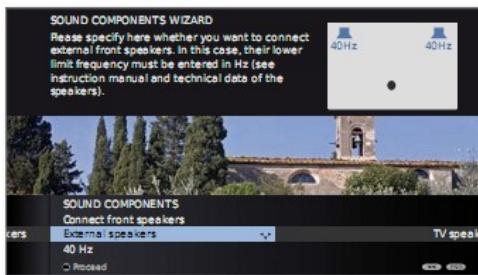 SOUND COMPONENTS WIZARD
Please specify here whether you want to connect
external front speakers. In this case, their lower
limit frequency must be entered in Hz (see
instruction manual and technical data of the
speakers).
40Hz 40Hz
SOUND COMPONENTS
Connect front speakers
kers External speakers TV speak
40 Hz
Proceed